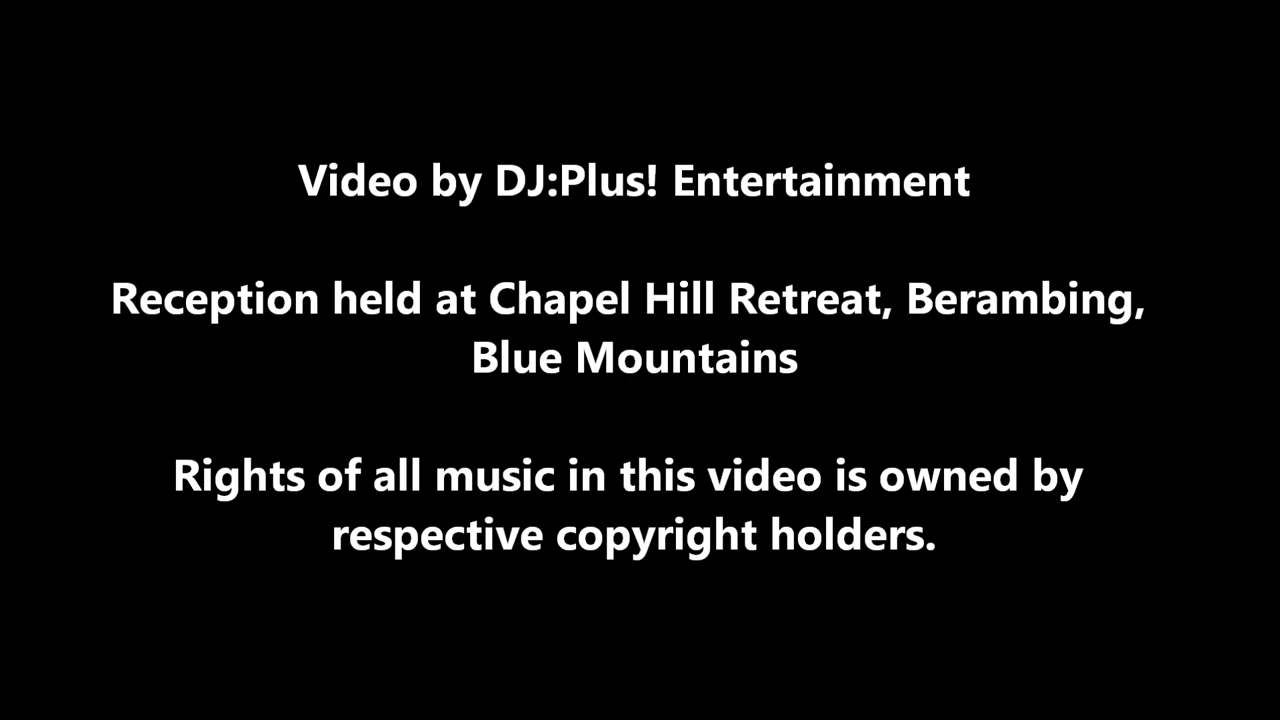 Video by DJ:Plus! Entertainment
Reception held at Chapel Hill Retreat, Berambing,
Blue Mountains
Rights of all music in this video is owned by
respective copyright holders.